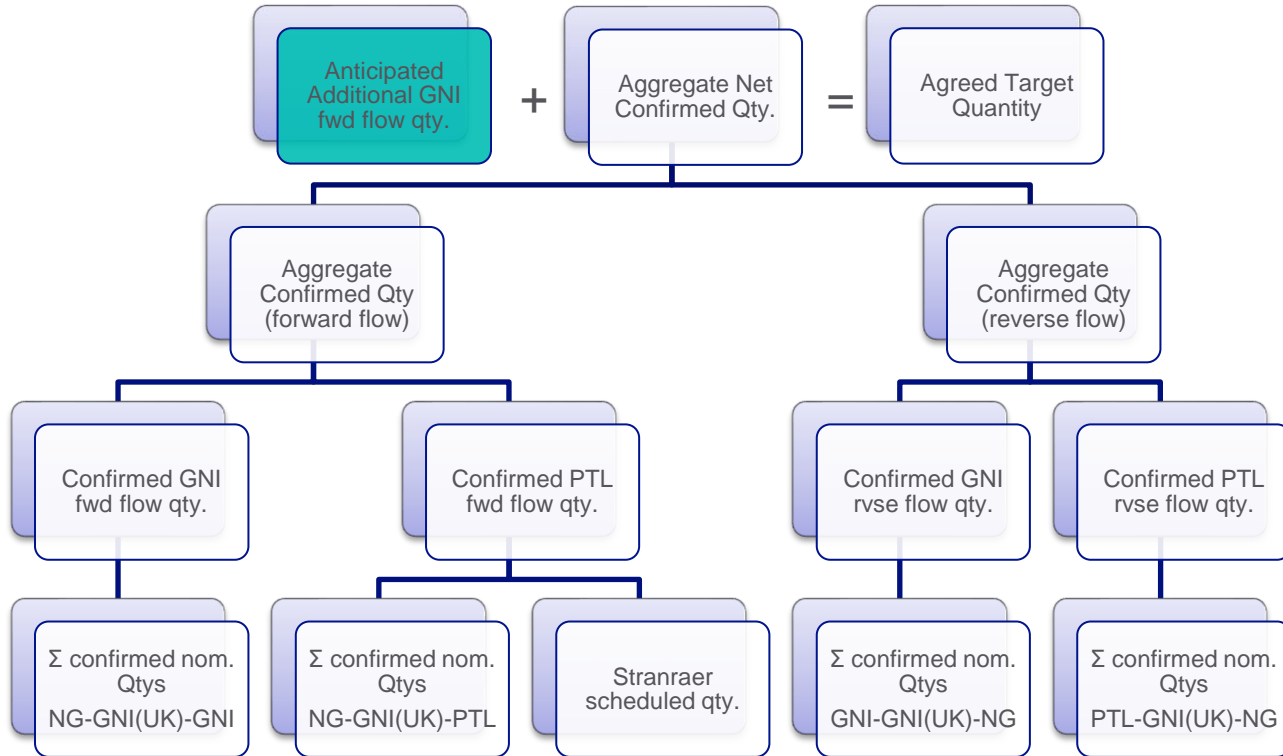 Anticipated
Additional GNI
fwd flow qty.
+
Aggregate Net
Confirmed Qty.
=
Agreed Target
Quantity
Aggregate
Confirmed Qty
(forward flow)
Aggregate
Confirmed Qty
(reverse flow)
Confirmed GNI
fwd flow qty.
Confirmed PTL
fwd flow qty.
Confirmed GNI
rvse flow qty.
Confirmed PTL
rvse flow qty.
Σ confirmed nom.
Qtys
NG-GNI(UK)-GNI
Σ confirmed nom.
Qtys
NG-GNI(UK)-PTL
Stranraer
scheduled qty.
Σ confirmed nom.
Qtys
GNI-GNI(UK)-NG
Σ confirmed nom.
Qtys
PTL-GNI(UK)-NG